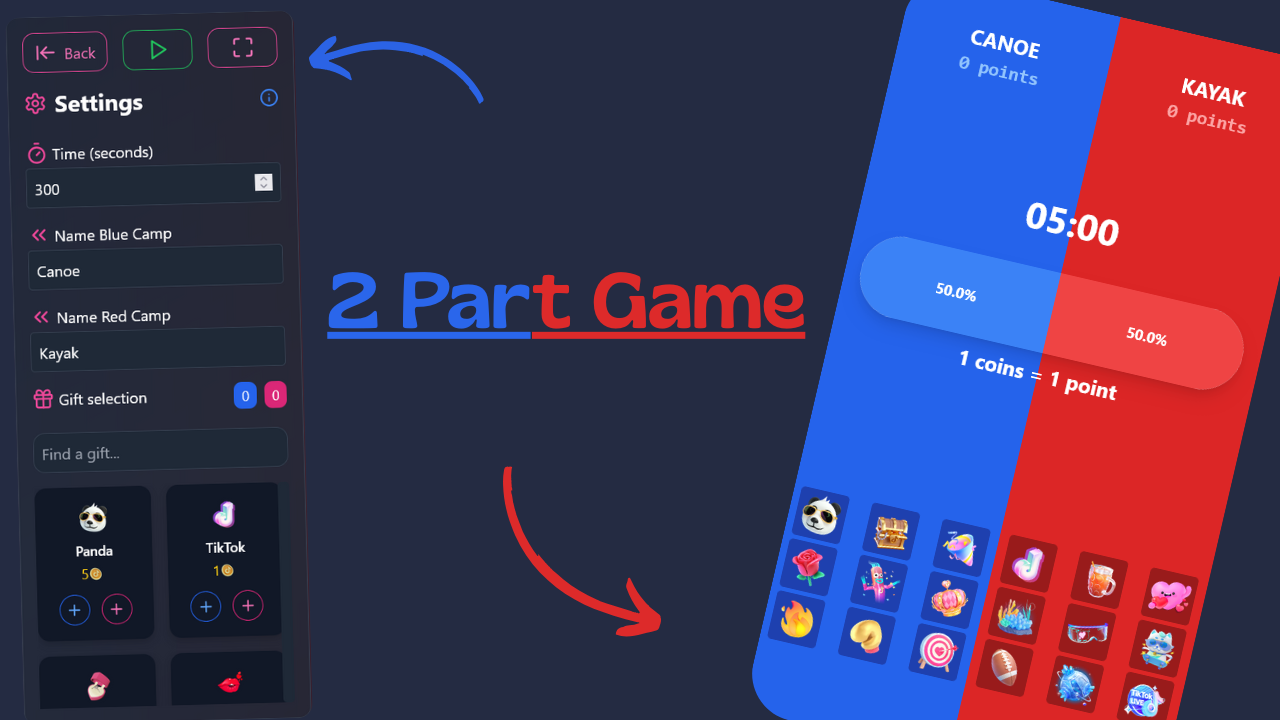 Back
Settings
Time (seconds)
300
Name Blue Camp
Canoe
Name Red Camp
Kayak
Gift selection
0 0
Find a gift...
Panda
5
TikTok
1
2 Part Game
CANOE
0 points
KAYAK
0 points
05:00
50.0%
50.0%
1 coins = 1 point
TikTok
LIVE